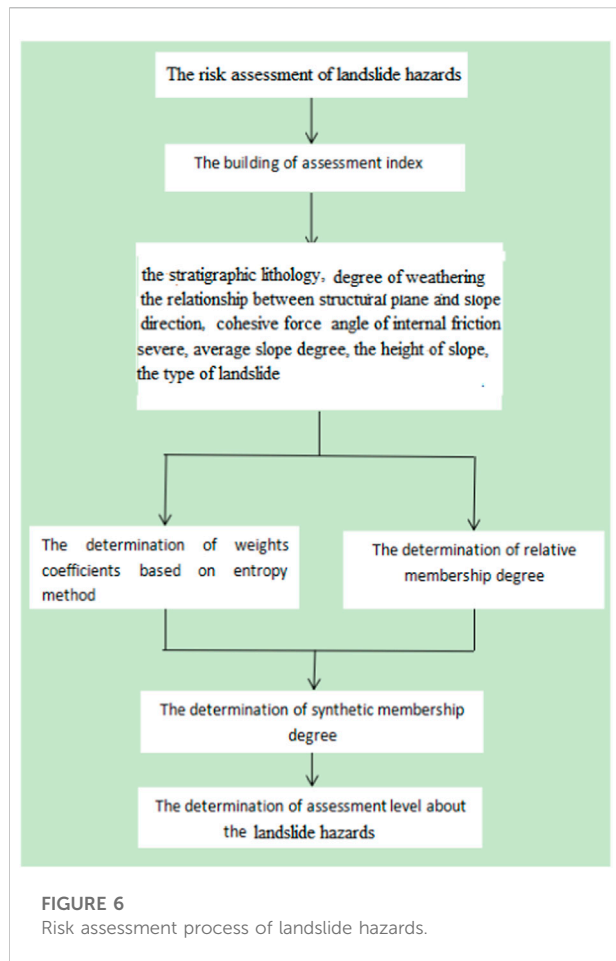 The risk assessment of landslide hazards
The building of assessment index
the stratigraphic lithology, degree of weathering
the relationship between structural plane and slope
direction, cohesive force angle of internal friction
severe, average slope degree, the height of slope,
the type of landslide
The determination of weights
coefficients based on entropy
method
The determination of relative
membership degree
The determination of synthetic membership
degree
The determination of assessment level about
the landslide hazards
FIGURE 6
Risk assessment process of landslide hazards.